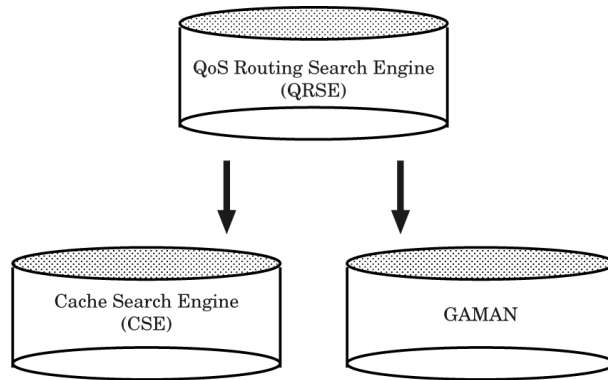 QoS Routing Search Engine
(QRSE)
Cache Search Engine
(CSE)
GAMAN